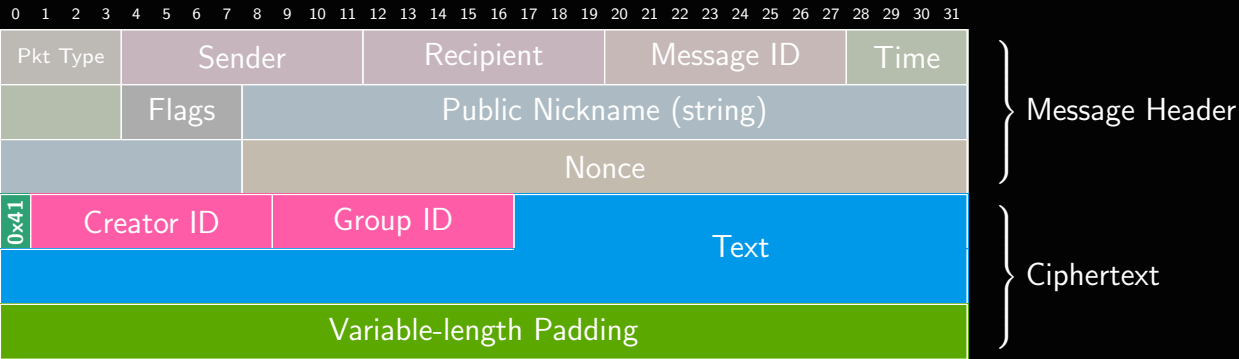 0 1 2 3 4 5 6 7 8 9 10 11 12 13 14 15 16 17 18 19 20 21 22 23 24 25 26 27 28 29 30 31
Pkt Type Sender Recipient Message ID Time
Flags Public Nickname (string) Message Header
Nonce
0x41 Creator ID Group ID
Text
Ciphertext
Variable-length Padding